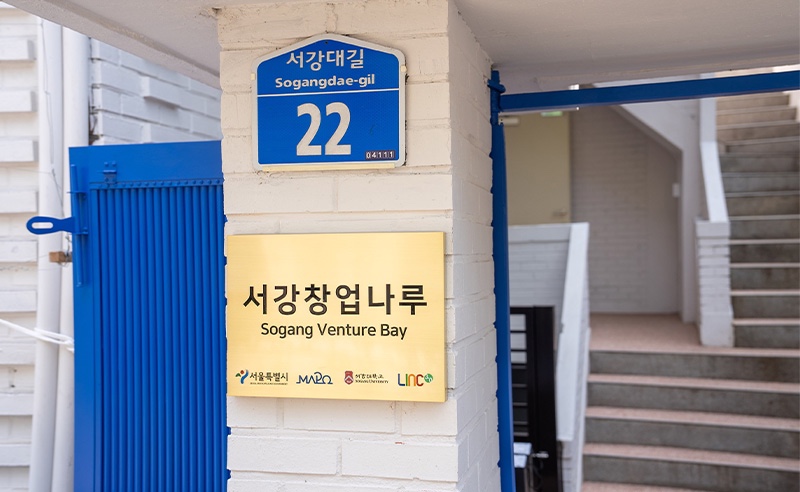 서강대길
Sogangdae-gil
22
04111
서강창업나루
Sogang Venture Bay
서울특별시
MAPO
서강대학교
LINC